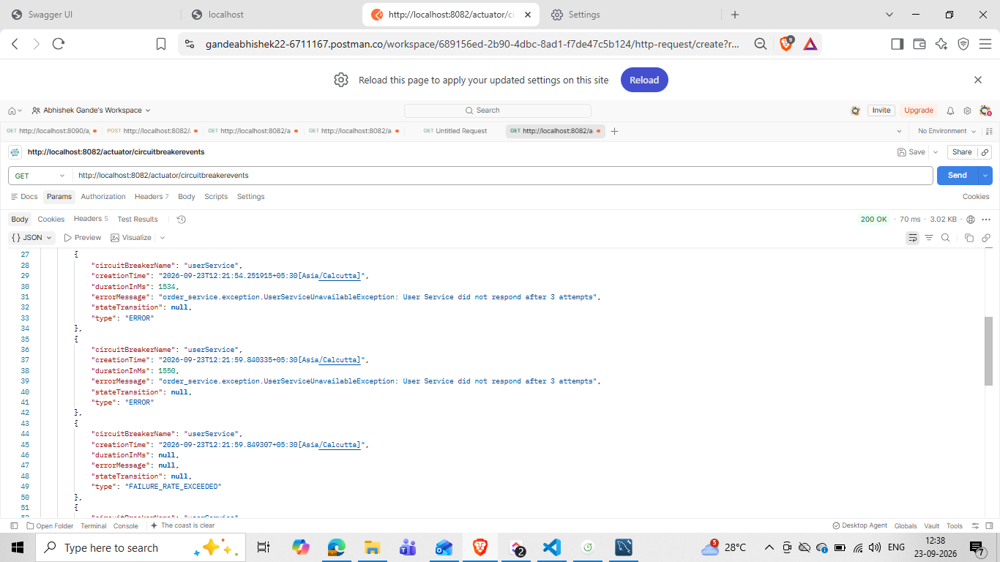 Swagger UI
localhost
http://localhost:8082/actuator/ci
Settings
gandeabhishek22-6711167.postman.co/workspace/689156ed-2b90-4dbc-8ad1-f7de47c5b124/http-request/create?r...
9
Reload this page to apply your updated settings on this site
Reload
Abhishek Gande's Workspace
Search
Invite
Upgrade
GET http://localhost:8090/a
POST http://localhost:8082/
GET http://localhost:8082/a
GET http://localhost:8082/a
GET Untitled Request
GET http://localhost:8082/a
No Environment
http://localhost:8082/actuator/circuitbreakerevents
Save
Share
GET
http://localhost:8082/actuator/circuitbreakerevents
Send
Docs Params Authorization Headers 7 Body Scripts Settings
Cookies
Body Cookies Headers 5 Test Results
200 OK • 70 ms • 3.02 KB
{} JSON
Preview
Visualize
27 {
28 "circuitBreakerName": "userService",
29 "creationTime": "2026-09-23T12:21:54.251915+05:30[Asia/Calcutta]",
30 "durationInMs": 1534,
31 "errorMessage": "order_service.exception.UserServiceUnavailableException: User Service did not respond after 3 attempts",
32 "stateTransition": null,
33 "type": "ERROR"
34 },
35 {
36 "circuitBreakerName": "userService",
37 "creationTime": "2026-09-23T12:21:59.840335+05:30[Asia/Calcutta]",
38 "durationInMs": 1550,
39 "errorMessage": "order_service.exception.UserServiceUnavailableException: User Service did not respond after 3 attempts",
40 "stateTransition": null,
41 "type": "ERROR"
42 },
43 {
44 "circuitBreakerName": "userService",
45 "creationTime": "2026-09-23T12:21:59.849307+05:30[Asia/Calcutta]",
46 "durationInMs": null,
47 "errorMessage": null,
48 "stateTransition": null,
49 "type": "FAILURE_RATE_EXCEEDED"
50 },
51 {
52 "circuitBreakerName": "userService",
Open Folder Terminal Console The coast is clear
Desktop Agent Globals Vault Tools
Type here to search
2
5
28°C
ENG
12:38
23-09-2026
7